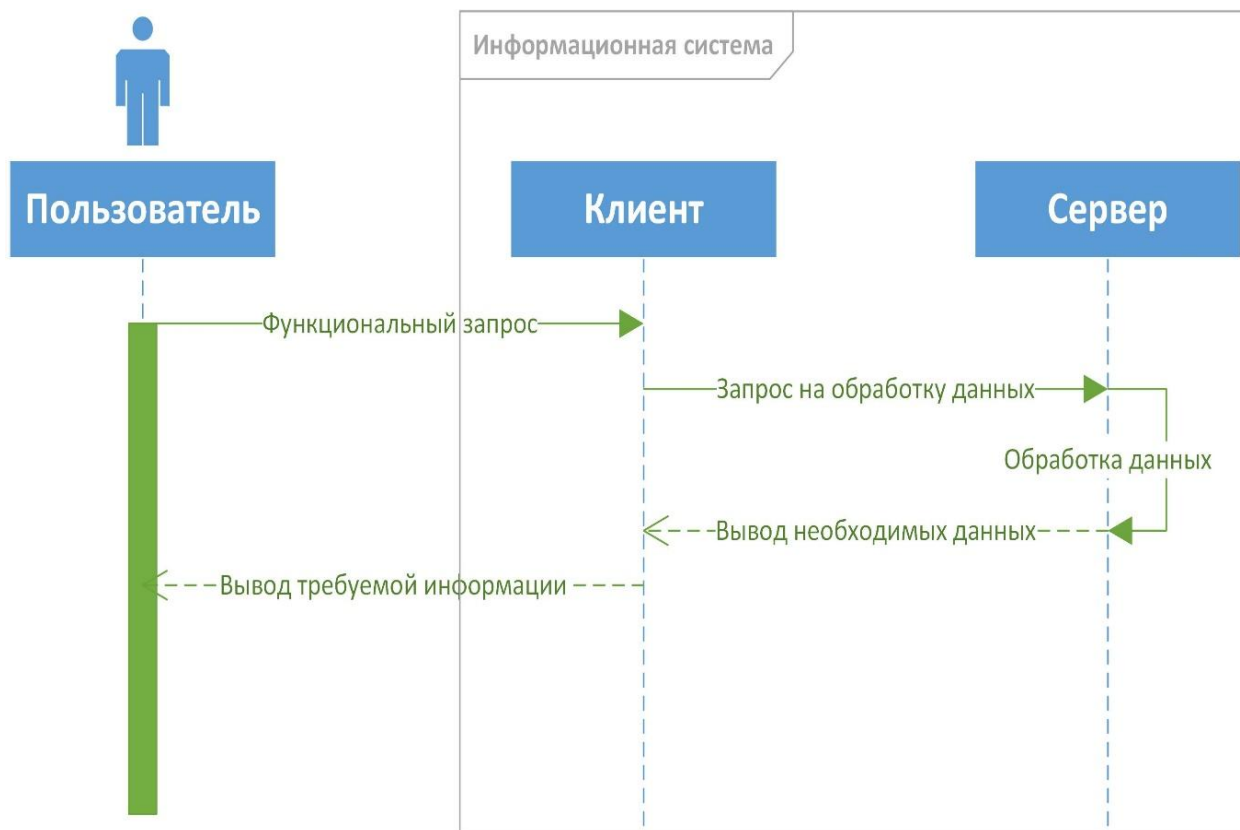 Информационная система
Пользователь
Клиент
Сервер
Функциональный запрос
Запрос на обработку данных
Обработка данных
Вывод необходимых данных
Вывод требуемой информации